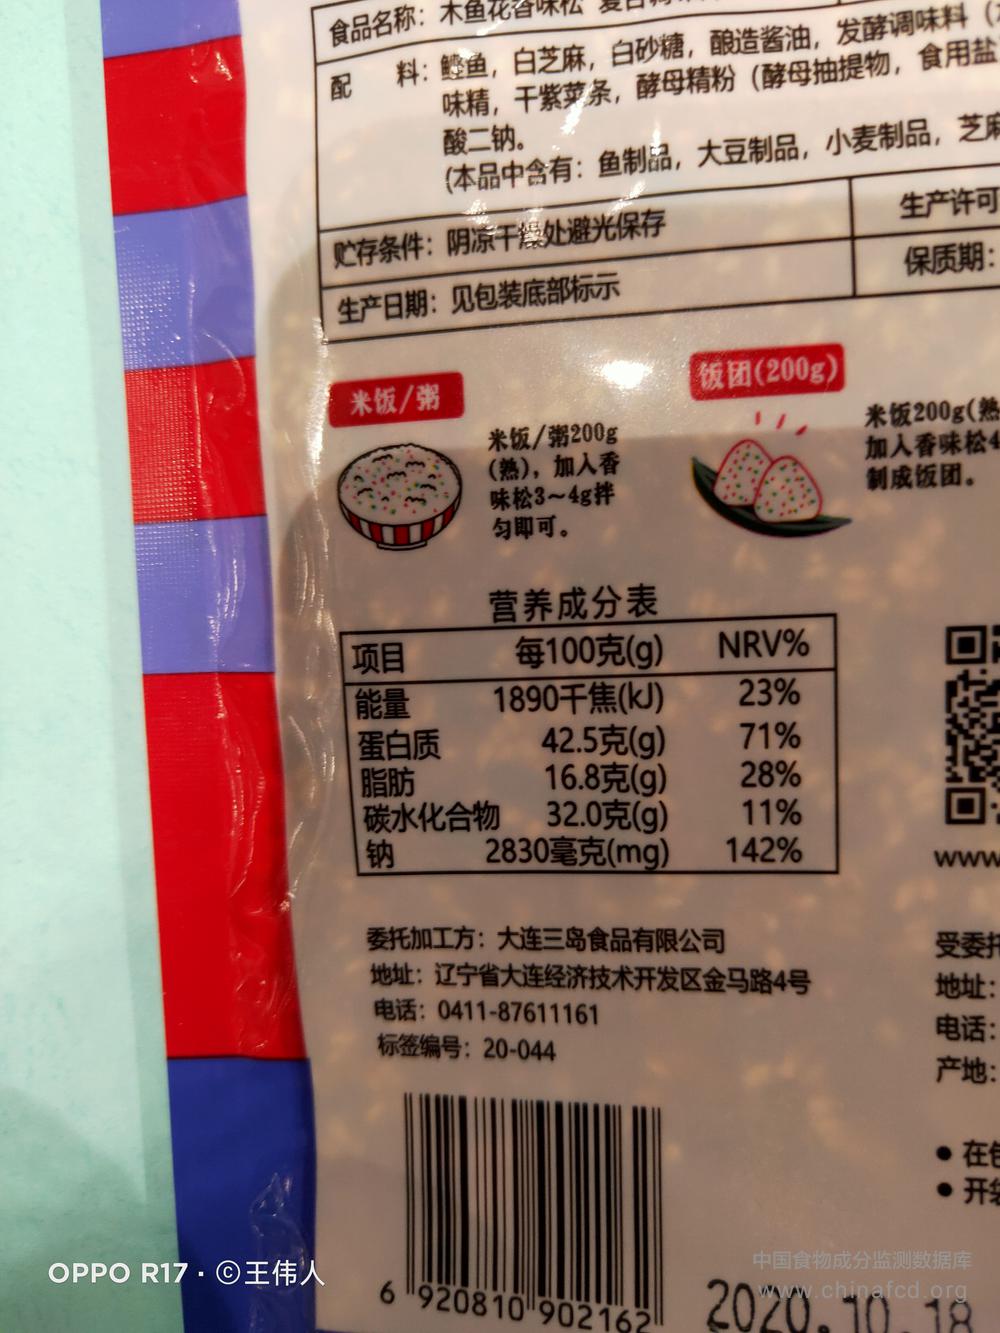 食品名称：木鱼花香味松 复合调味
配 料：鲣鱼，白芝麻，白砂糖，酿造酱油，发酵调味料（
味精，干紫菜条，酵母精粉（酵母抽提物，食用盐
酸二钠。
(本品中含有：鱼制品，大豆制品，小麦制品，芝麻
贮存条件：阴凉干燥处避光保存
生产许可
生产日期：见包装底部标示
保质期：
米饭/粥
米饭/粥200g
(熟)，加入香
味松3～4g拌
匀即可。
饭团(200g)
米饭200g(熟
加入香味松4
制成饭团。
营养成分表
项目 每100克(g) NRV%
能量 1890千焦(kJ) 23%
蛋白质 42.5克(g) 71%
脂肪 16.8克(g) 28%
碳水化合物 32.0克(g) 11%
钠 2830毫克(mg) 142%
www
委托加工方：大连三岛食品有限公司
地址：辽宁省大连经济技术开发区金马路4号
电话：0411-87611161
标签编号：20-044
受委托
地址：
电话：
产地：
● 在包
● 开袋
6 920810 902162
2020.10.18
OPPO R17 · ©王伟人
中国食物成分监测数据库
www.chinafcd.org